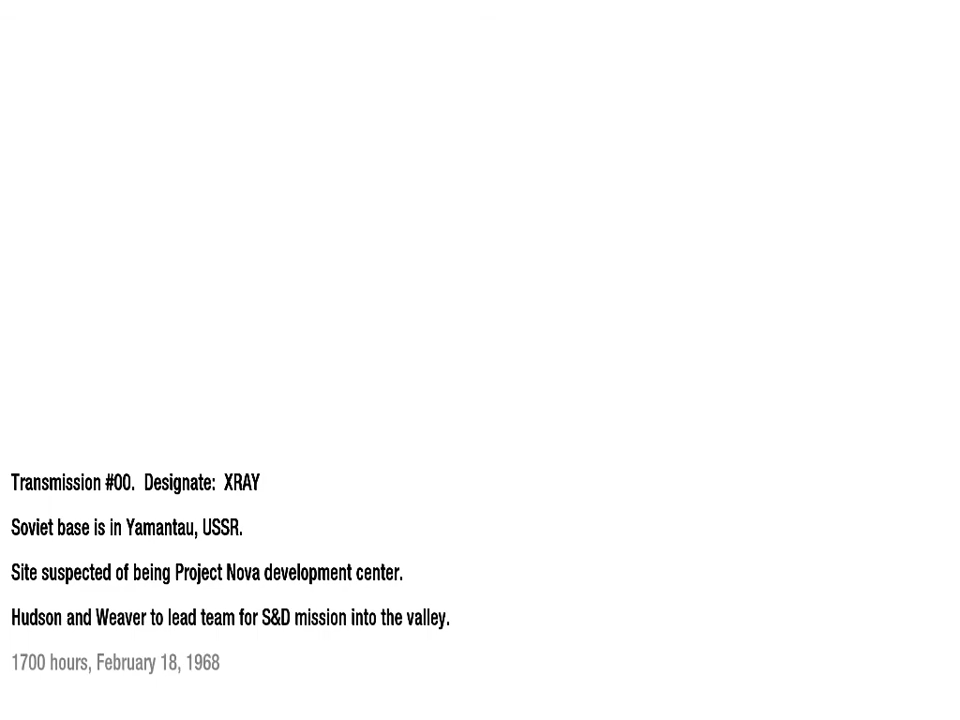 Transmission #00.  Designate:  XRAY
Soviet base is in Yamantau, USSR.
Site suspected of being Project Nova development center.
Hudson and Weaver to lead team for S&D mission into the valley.
1700 hours, February 18, 1968